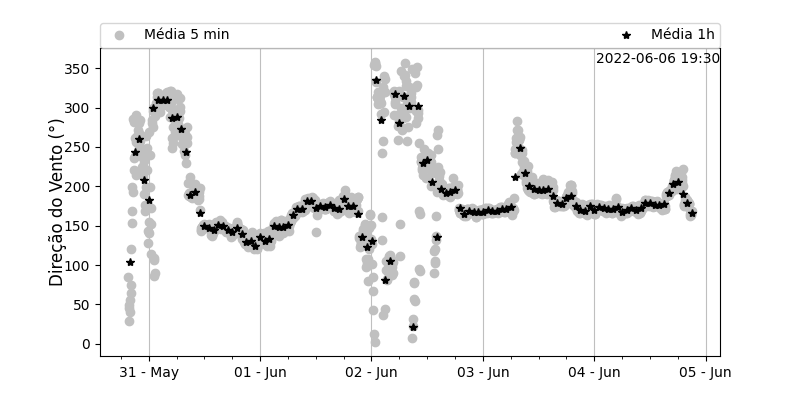 Média 5 min
Média 1h
2022-06-06 19:30
Direção do Vento (°)
350
300
250
200
150
100
50
0
31 - May
01 - Jun
02 - Jun
03 - Jun
04 - Jun
05 - Jun